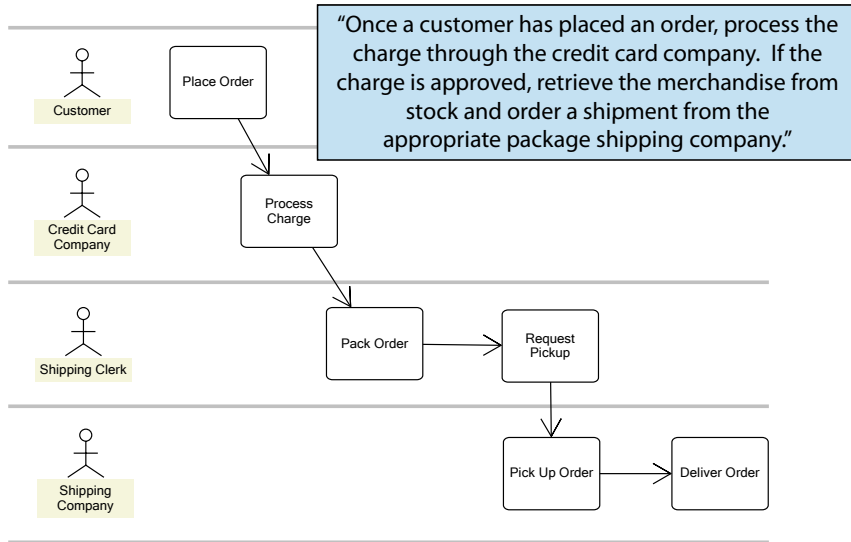 “Once a customer has placed an order, process the
charge through the credit card company.  If the
charge is approved, retrieve the merchandise from
stock and order a shipment from the
appropriate package shipping company.”
Place Order
Customer
Process
Charge
Credit Card
Company
Pack Order
Request
Pickup
Shipping Clerk
Pick Up Order
Deliver Order
Shipping
Company